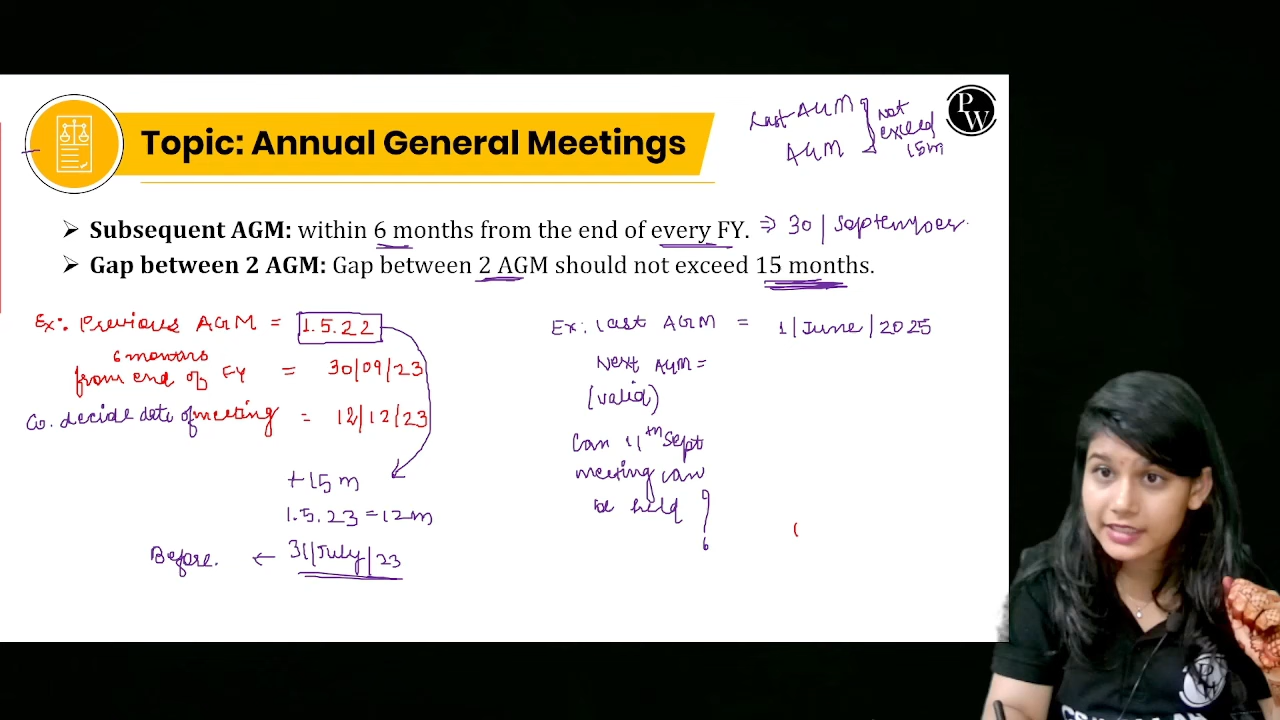 Last AGM
AGM
not exceed 15m
PW
Topic: Annual General Meetings
➢ Subsequent AGM: within 6 months from the end of every FY. ⇒ 30 | September.
➢ Gap between 2 AGM: Gap between 2 AGM should not exceed 15 months.
Ex:. Previous AGM = 1.5.22
6 months
from end of FY = 30/09/23
Co. decide date of meeting = 12/12/23
+15 m
1.5.23 = 12m
Before. ← 31/July/23
Ex: Last AGM = 1/June/2025
Next AGM =
(valid)
Can 11th Sept
meeting can
be held ?
PW